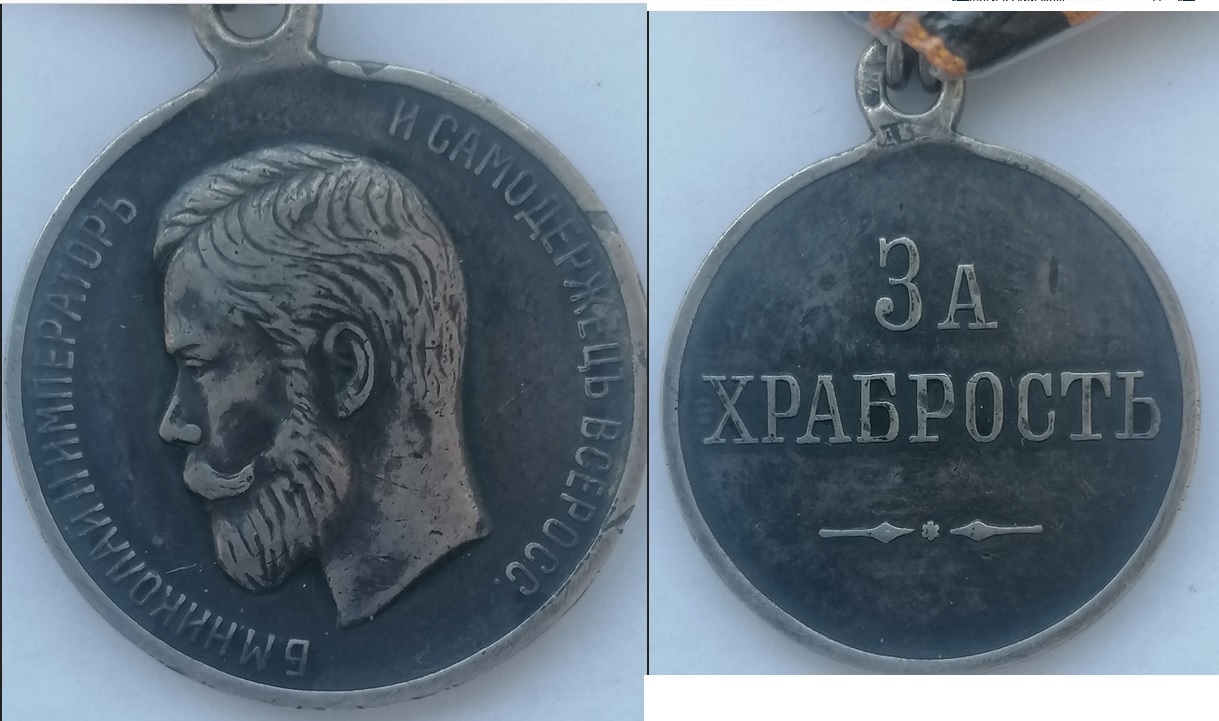 Б.М.НИКОЛАЙ II ИМПЕРАТОРЪ И САМОДЕРЖЕЦЪ ВСЕРОСС.
ЗА
ХРАБРОСТЬ